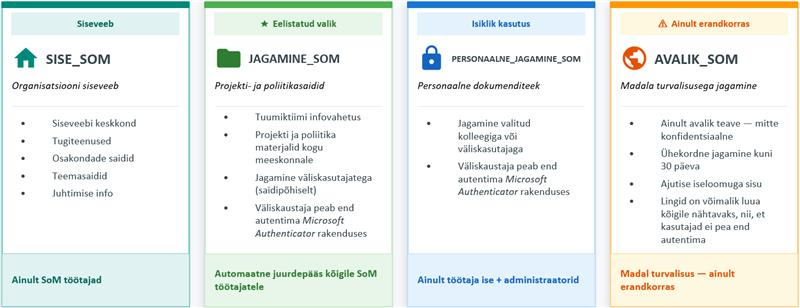 Siseveeb
SISE_SOM
Organisatsiooni siseveeb
• Siseveebi keskkond
• Tugiteenused
• Osakondade saidid
• Teemasaidid
• Juhtimise info
Ainult SoM töötajad
★ Eelistatud valik
JAGAMINE_SOM
Projekti- ja poliitikasaidid
• Tuumiktiimi infovahetus
• Projekti ja poliitika
materjalid kogu
meeskonnale
• Jagamine väliskasutajatega
(saidipõhiselt)
• Väliskasutaja peab end
autentima Microsoft
Authenticator rakenduses
Automaatne juurdepääs kõigile SoM
töötajatele
Isiklik kasutus
PERSONAALNE_JAGAMINE_SOM
Personaalne dokumenditeek
• Jagamine valitud
kolleegiga või
väliskasutajaga
• Väliskasutaja peab end
autentima Microsoft
Authenticator rakenduses
Ainult töötaja ise + administraatorid
⚠ Ainult erandkorras
AVALIK_SOM
Madala turvalisusega jagamine
• Ainult avalik teave — mitte
konfidentsiaalne
• Ühekordne jagamine kuni
30 päeva
• Ajutise iseloomuga sisu
• Lingid on võimalik luua
kõigile nähtavaks, nii, et
kasutajad ei pea end
autentima
Madal turvalisus — ainult
erandkorras